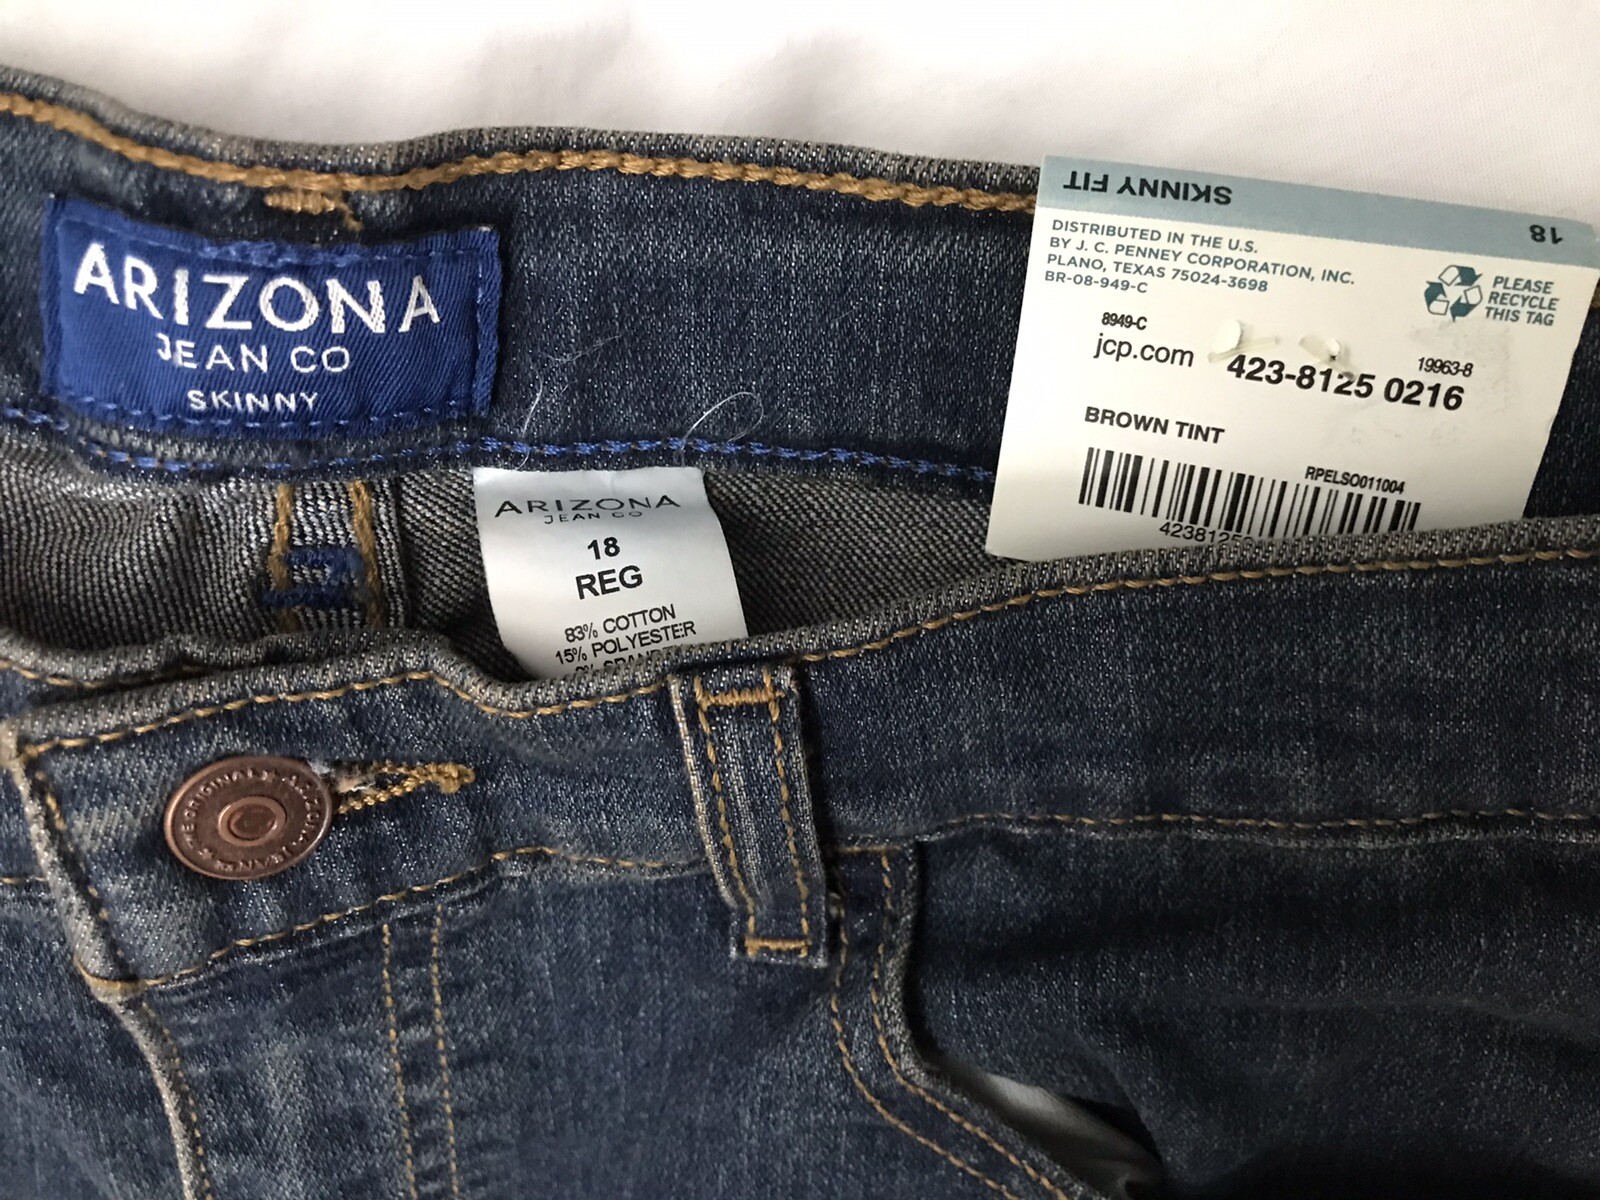 ARIZONA
JEAN CO
SKINNY
ARIZONA
JEAN CO
18
REG
83% COTTON
15% POLYESTER
SKINNY FIT
18
DISTRIBUTED IN THE U.S.
BY J. C. PENNEY CORPORATION, INC.
PLANO, TEXAS 75024-3698
BR-08-949-C
PLEASE
RECYCLE
THIS TAG
8949-C
jcp.com
19963-8
423-8125 0216
BROWN TINT
RPELSO011004
4238125